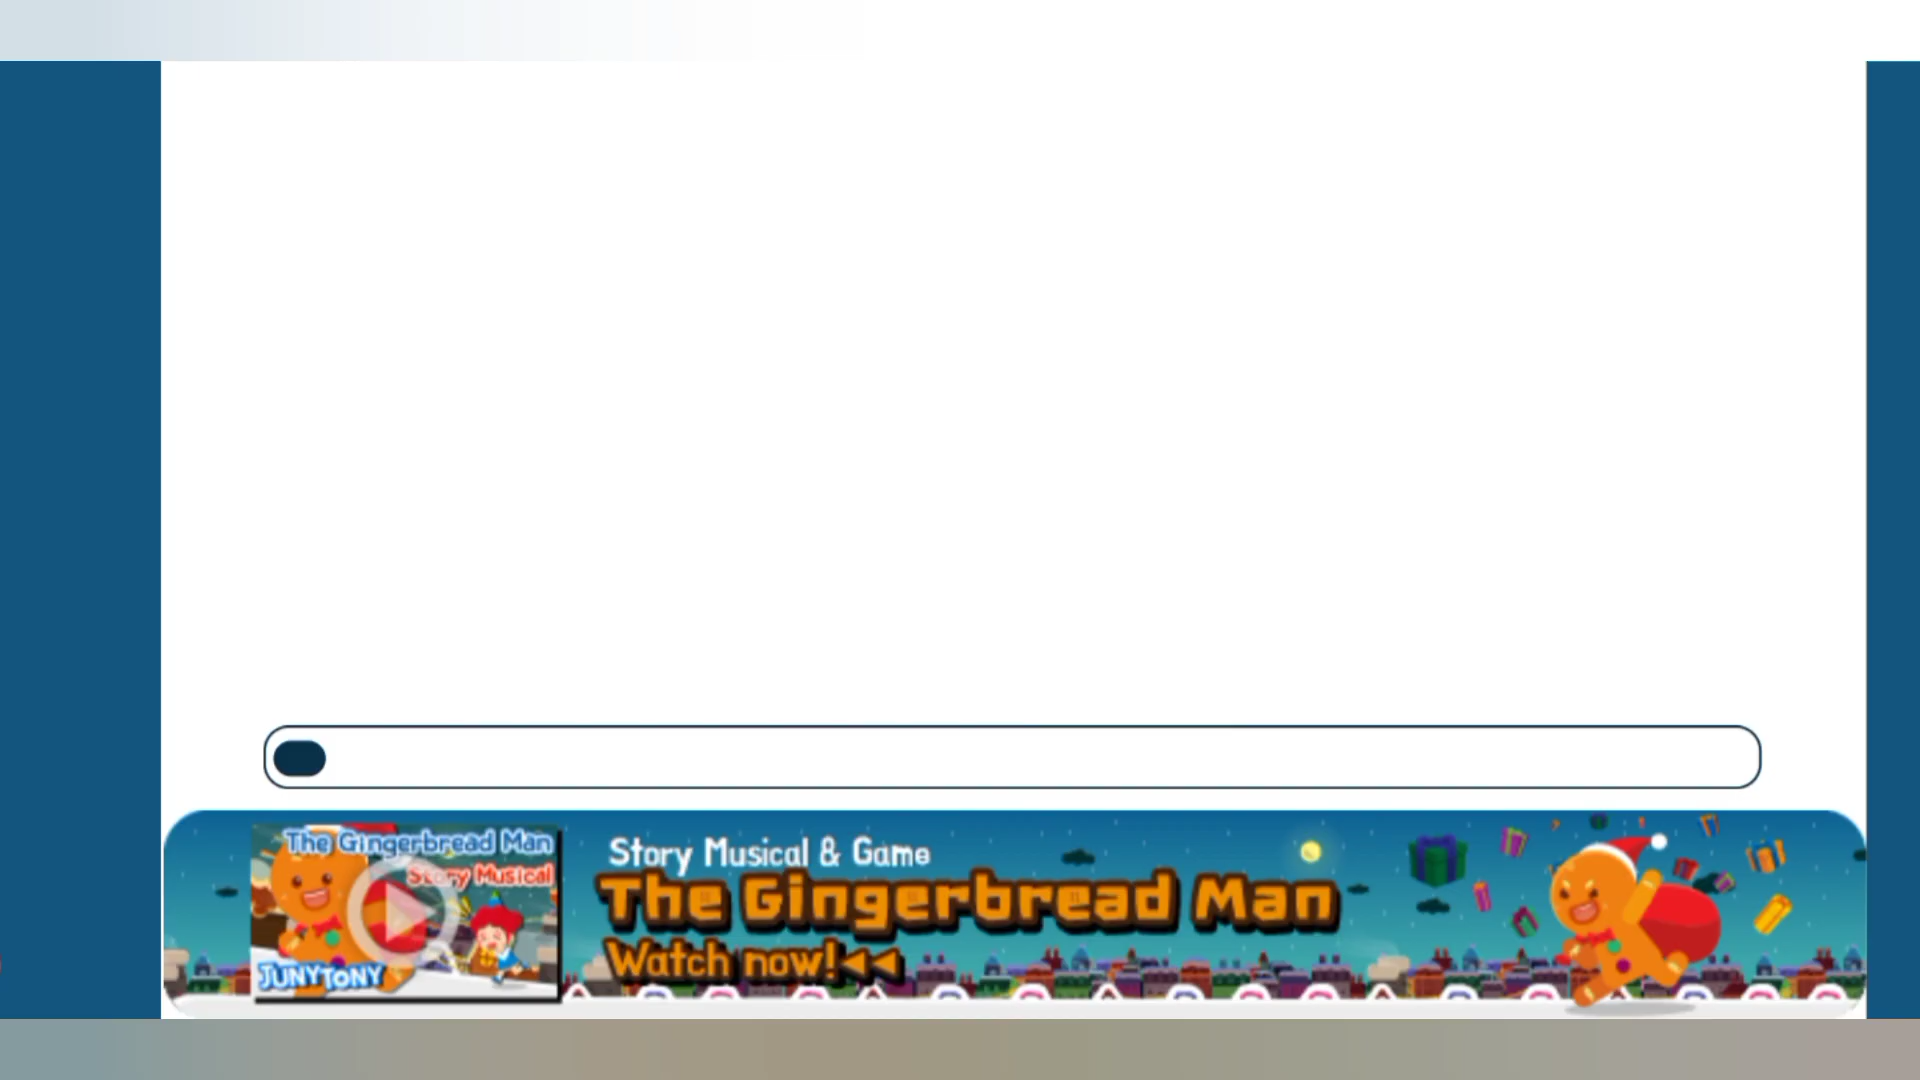 The Gingerbread Man
Story Musical
JUNYTONY
Story Musical & Game
The Gingerbread Man
Watch now!◄◄